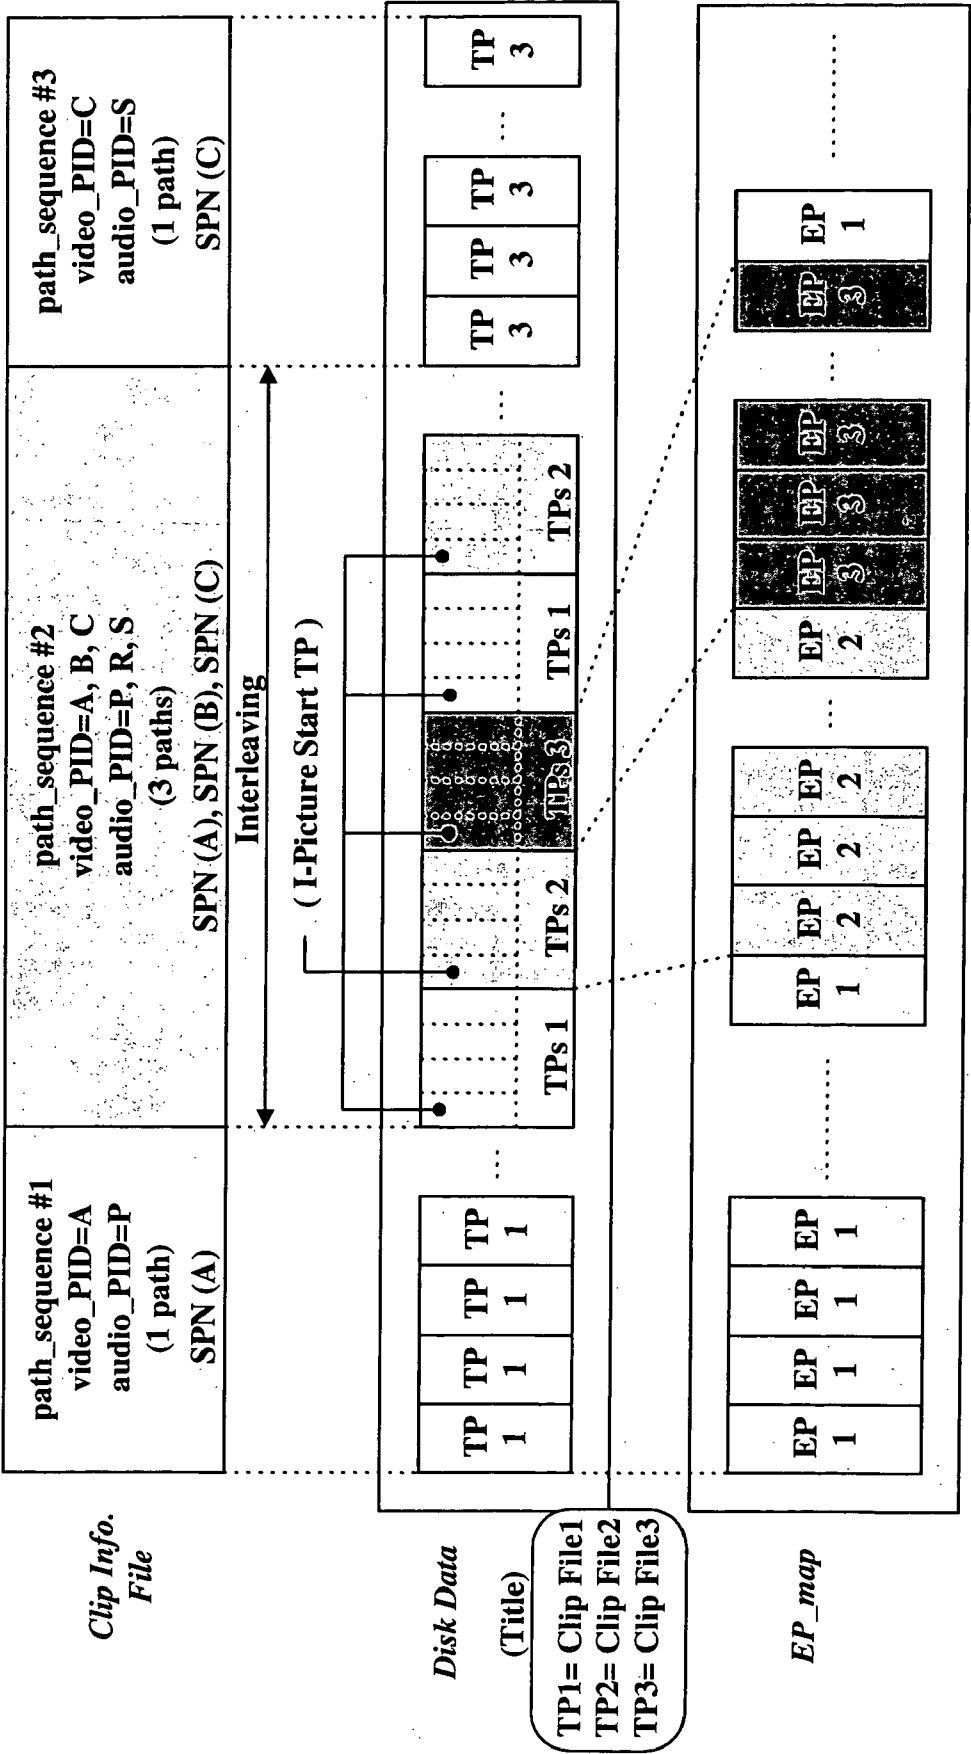 Clip Info.
File
path_sequence #1
video_PID=A
audio_PID=P
(1 path)
SPN (A)
path_sequence #2
video_PID=A, B, C
audio_PID=P, R, S
(3 paths)
SPN (A), SPN (B), SPN (C)
path_sequence #3
video_PID=C
audio_PID=S
(1 path)
SPN (C)
Interleaving
( I-Picture Start TP )
Disk Data
(Title)
TP1= Clip File1
TP2= Clip File2
TP3= Clip File3
TP
1
TP
1
TP
1
TP
1
TPs 1
TPs 2
TPs 3
TPs 1
TPs 2
TP
3
TP
3
TP
3
TP
3
EP_map
EP
1
EP
1
EP
1
EP
1
EP
1
EP
2
EP
2
EP
2
EP
2
EP
3
EP
3
EP
3
EP
3
EP
1